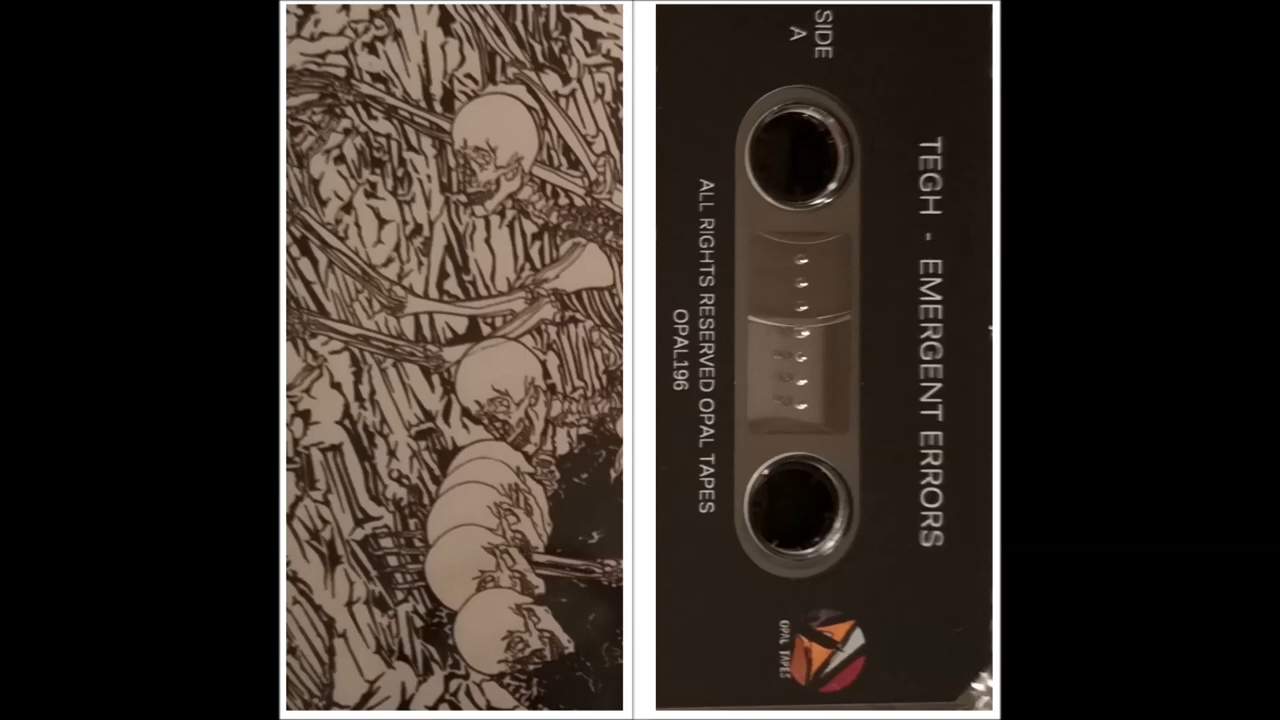 SIDE
A
TEGH - EMERGENT ERRORS
ALL RIGHTS RESERVED OPAL TAPES
OPAL196
OPAL TAPES